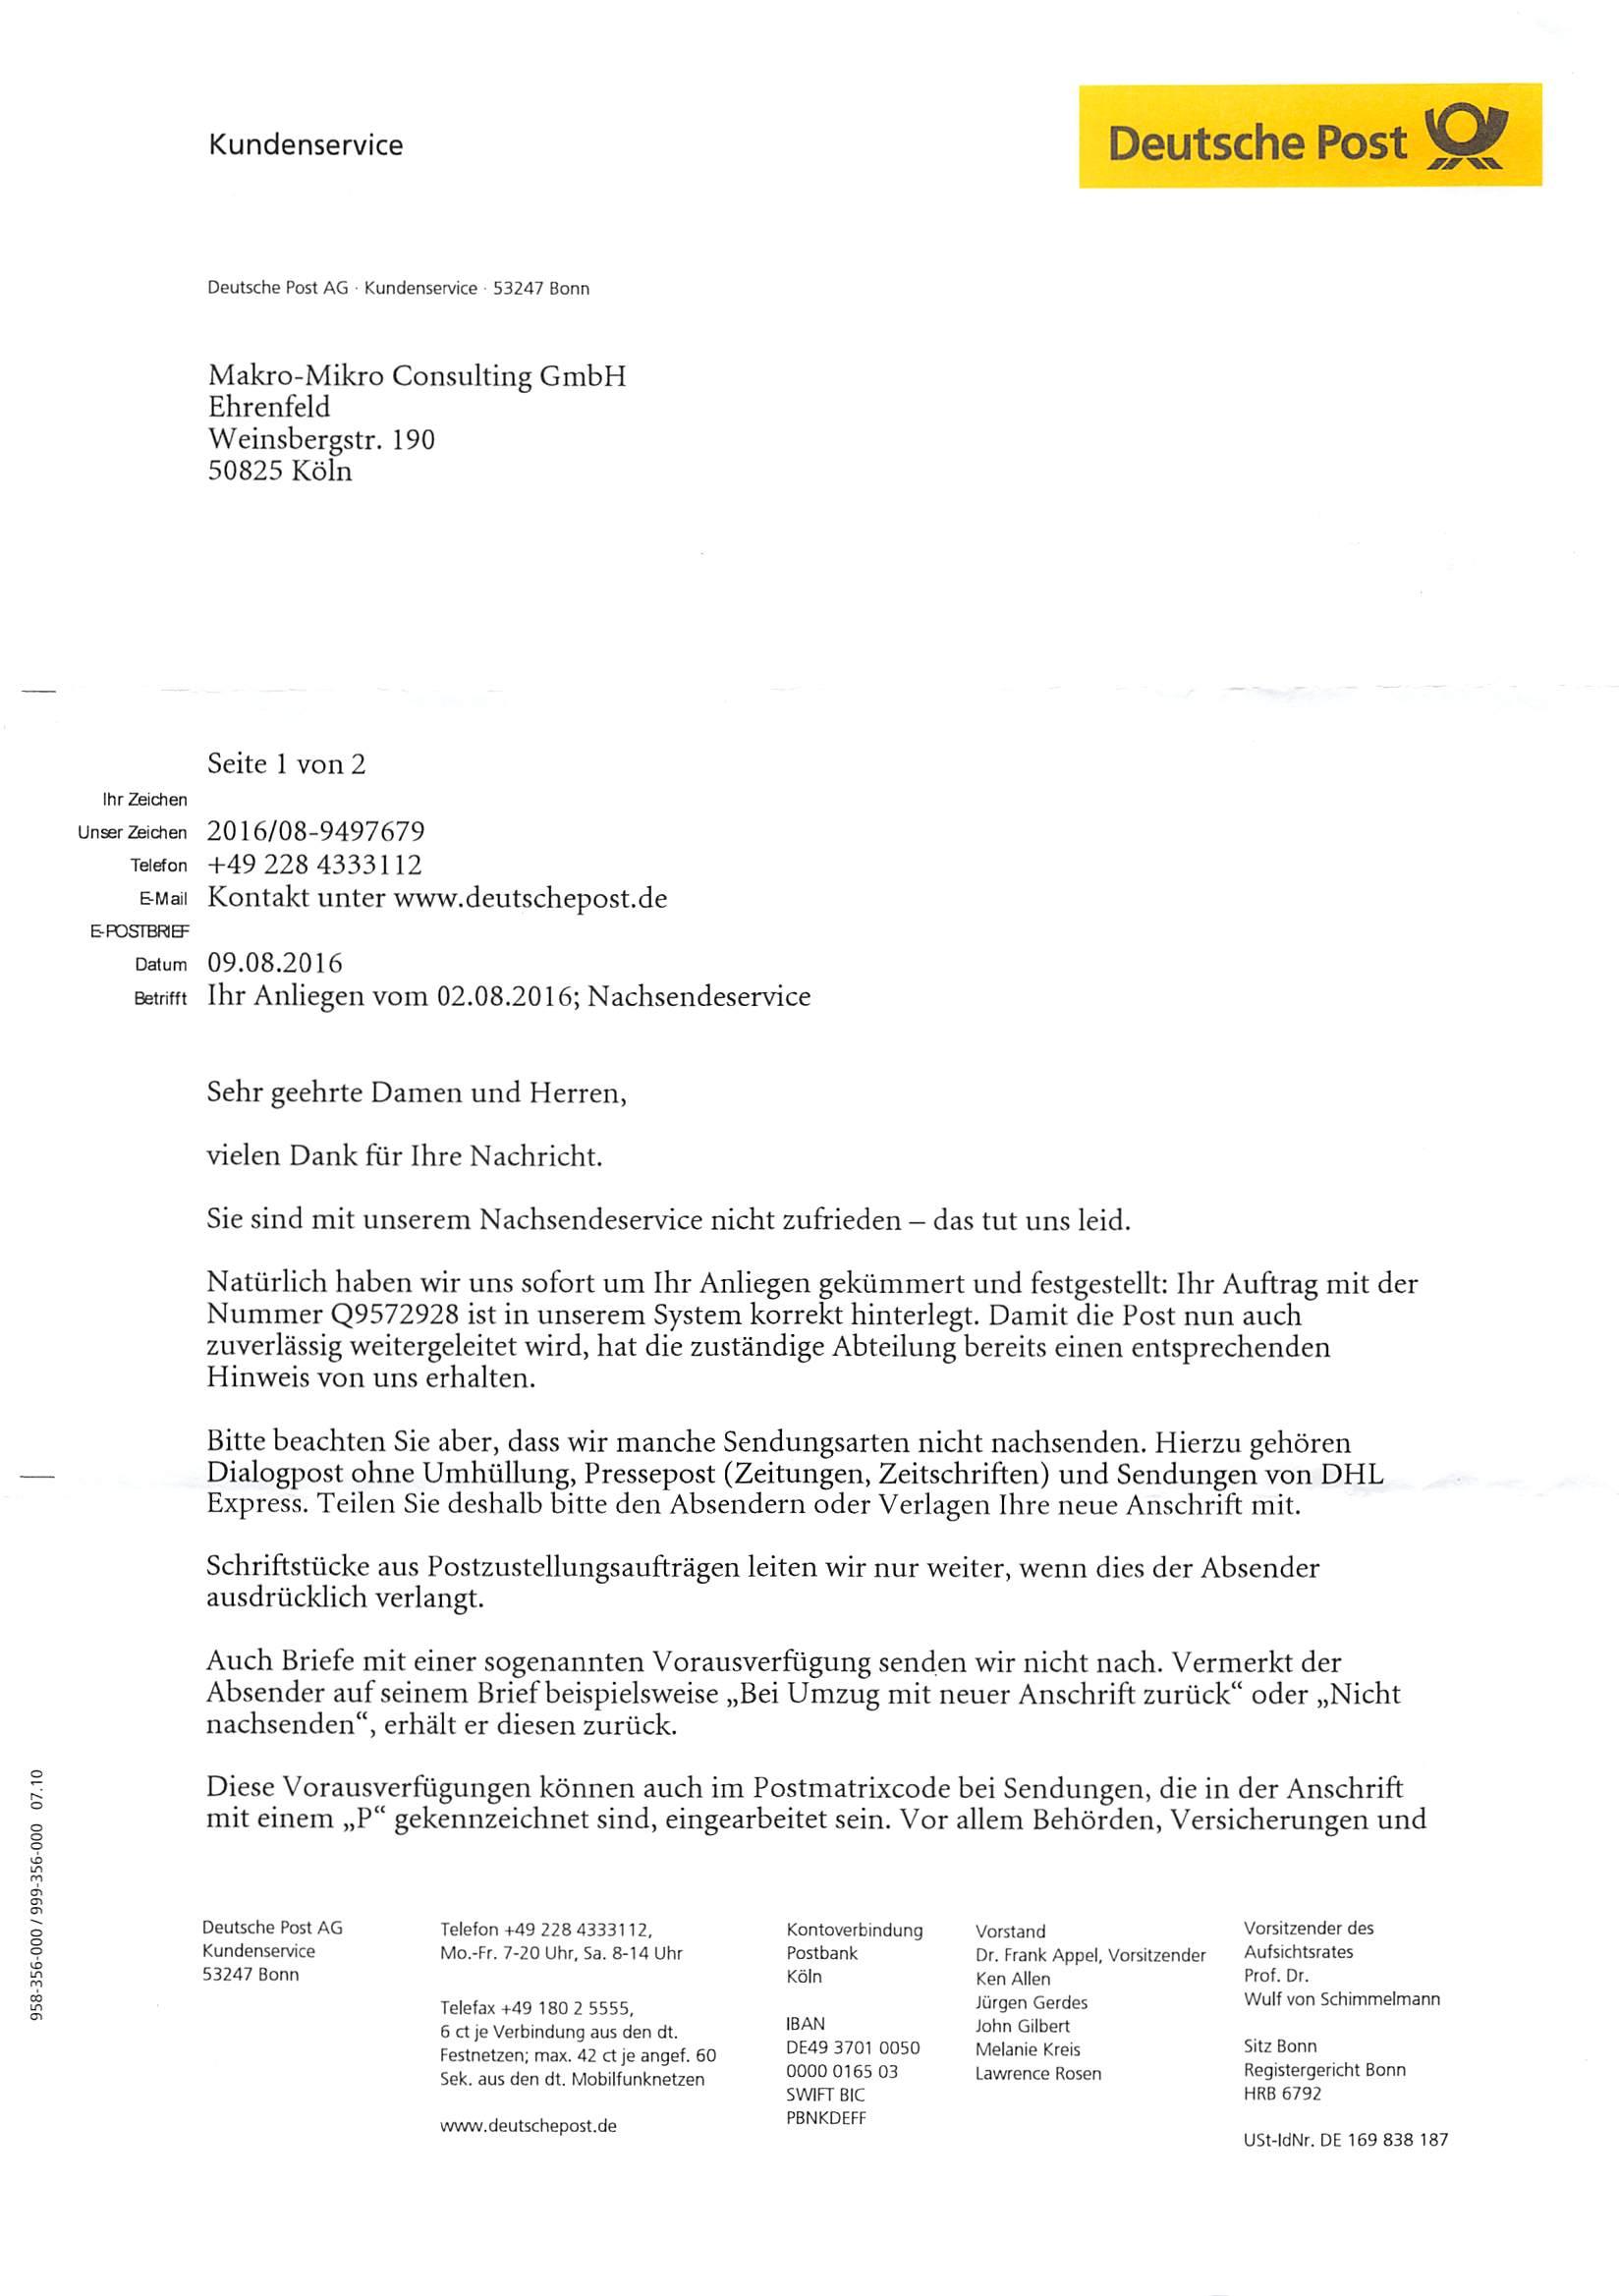 Kundenservice
Deutsche Post
Deutsche Post AG · Kundenservice · 53247 Bonn
Makro-Mikro Consulting GmbH
Ehrenfeld
Weinsbergstr. 190
50825 Köln
Seite 1 von 2
Ihr Zeichen
Unser Zeichen 2016/08-9497679
Telefon +49 228 4333112
E-Mail Kontakt unter www.deutschepost.de
E-POSTBRIEF
Datum 09.08.2016
Betrifft Ihr Anliegen vom 02.08.2016; Nachsendeservice
Sehr geehrte Damen und Herren,
vielen Dank für Ihre Nachricht.
Sie sind mit unserem Nachsendeservice nicht zufrieden – das tut uns leid.
Natürlich haben wir uns sofort um Ihr Anliegen gekümmert und festgestellt: Ihr Auftrag mit der
Nummer Q9572928 ist in unserem System korrekt hinterlegt. Damit die Post nun auch
zuverlässig weitergeleitet wird, hat die zuständige Abteilung bereits einen entsprechenden
Hinweis von uns erhalten.
Bitte beachten Sie aber, dass wir manche Sendungsarten nicht nachsenden. Hierzu gehören
Dialogpost ohne Umhüllung, Pressepost (Zeitungen, Zeitschriften) und Sendungen von DHL
Express. Teilen Sie deshalb bitte den Absendern oder Verlagen Ihre neue Anschrift mit.
Schriftstücke aus Postzustellungsaufträgen leiten wir nur weiter, wenn dies der Absender
ausdrücklich verlangt.
Auch Briefe mit einer sogenannten Vorausverfügung senden wir nicht nach. Vermerkt der
Absender auf seinem Brief beispielsweise „Bei Umzug mit neuer Anschrift zurück“ oder „Nicht
nachsenden“, erhält er diesen zurück.
Diese Vorausverfügungen können auch im Postmatrixcode bei Sendungen, die in der Anschrift
mit einem „P“ gekennzeichnet sind, eingearbeitet sein. Vor allem Behörden, Versicherungen und
958-356-000 / 999-356-000 07.10
Deutsche Post AG
Kundenservice
53247 Bonn
Telefon +49 228 4333112,
Mo.-Fr. 7-20 Uhr, Sa. 8-14 Uhr
Telefax +49 180 2 5555,
6 ct je Verbindung aus den dt.
Festnetzen; max. 42 ct je angef. 60
Sek. aus den dt. Mobilfunknetzen
www.deutschepost.de
Kontoverbindung
Postbank
Köln
IBAN
DE49 3701 0050
0000 0165 03
SWIFT BIC
PBNKDEFF
Vorstand
Dr. Frank Appel, Vorsitzender
Ken Allen
Jürgen Gerdes
John Gilbert
Melanie Kreis
Lawrence Rosen
Vorsitzender des
Aufsichtsrates
Prof. Dr.
Wulf von Schimmelmann
Sitz Bonn
Registergericht Bonn
HRB 6792
USt-IdNr. DE 169 838 187